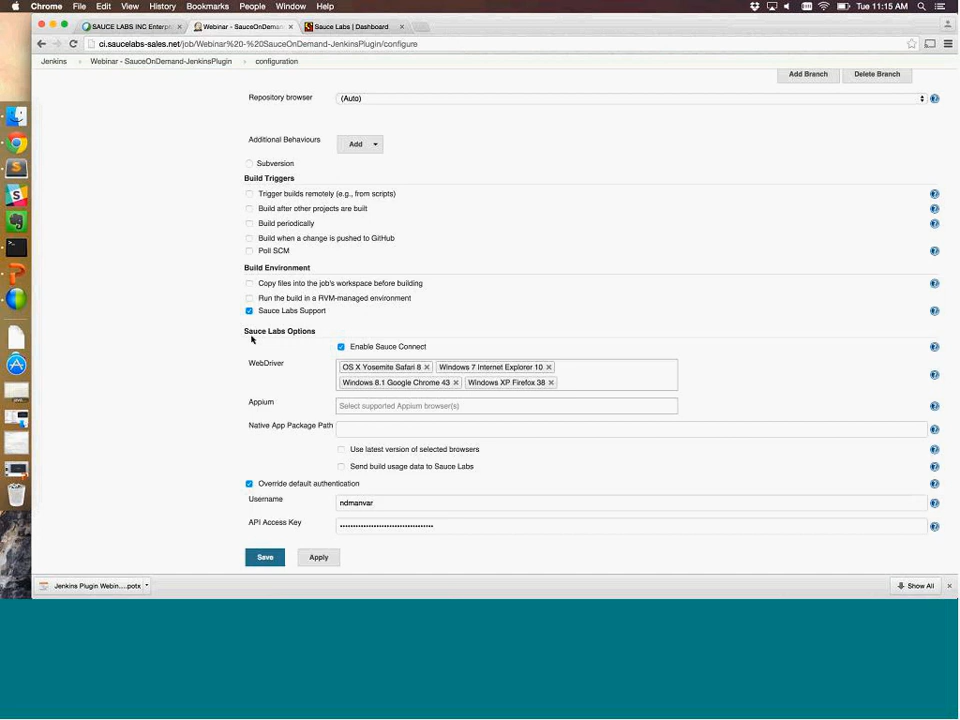 Chrome File Edit View History Bookmarks People Window Help Tue 11:15 AM
SAUCE LABS INC Enterpr Webinar - SauceOnDeman Sauce Labs | Dashboard
ci.saucelabs-sales.net/job/Webinar%20-%20SauceOnDemand-JenkinsPlugin/configure
Jenkins Webinar - SauceOnDemand-JenkinsPlugin configuration
Add Branch Delete Branch
Repository browser (Auto)
Additional Behaviours Add
Subversion
Build Triggers
Trigger builds remotely (e.g., from scripts)
Build after other projects are built
Build periodically
Build when a change is pushed to GitHub
Poll SCM
Build Environment
Copy files into the job's workspace before building
Run the build in a RVM-managed environment
Sauce Labs Support
Sauce Labs Options
Enable Sauce Connect
WebDriver OS X Yosemite Safari 8 Windows 7 Internet Explorer 10
Windows 8.1 Google Chrome 43 Windows XP Firefox 38
Appium Select supported Appium browser(s)
Native App Package Path
Use latest version of selected browsers
Send build usage data to Sauce Labs
Override default authentication
Username ndmanvar
API Access Key
Save Apply
Jenkins Plugin Webin....potx Show All